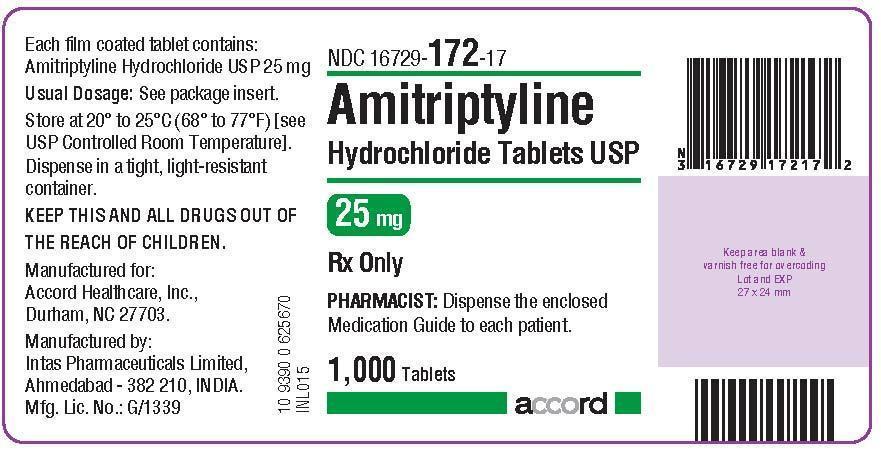 Each film coated tablet contains:
Amitriptyline Hydrochloride USP 25 mg
Usual Dosage: See package insert.
Store at 20° to 25°C (68° to 77°F) [see
USP Controlled Room Temperature].
Dispense in a tight, light-resistant
container.
KEEP THIS AND ALL DRUGS OUT OF
THE REACH OF CHILDREN.
Manufactured for:
Accord Healthcare, Inc.,
Durham, NC 27703.
Manufactured by:
Intas Pharmaceuticals Limited,
Ahmedabad - 382 210, INDIA.
Mfg. Lic. No.: G/1339
10 9390 0 625670
INL015
NDC 16729-172-17
Amitriptyline
Hydrochloride Tablets USP
25 mg
Rx Only
PHARMACIST: Dispense the enclosed
Medication Guide to each patient.
1,000 Tablets
accord
N
3 16729 17217 2
Keep area blank &
varnish free for overcoding
Lot and EXP
27 x 24 mm